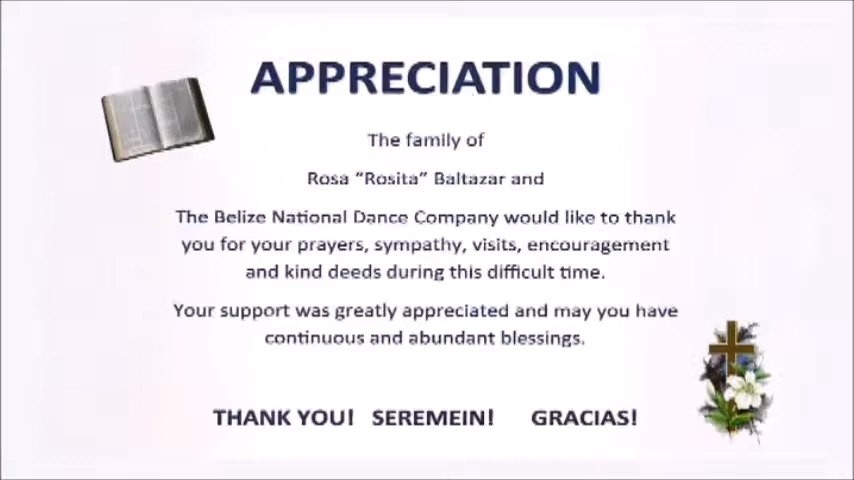 APPRECIATION
The family of
Rosa “Rosita” Baltazar and
The Belize National Dance Company would like to thank
you for your prayers, sympathy, visits, encouragement
and kind deeds during this difficult time.
Your support was greatly appreciated and may you have
continuous and abundant blessings.
THANK YOU! SEREMEIN! GRACIAS!